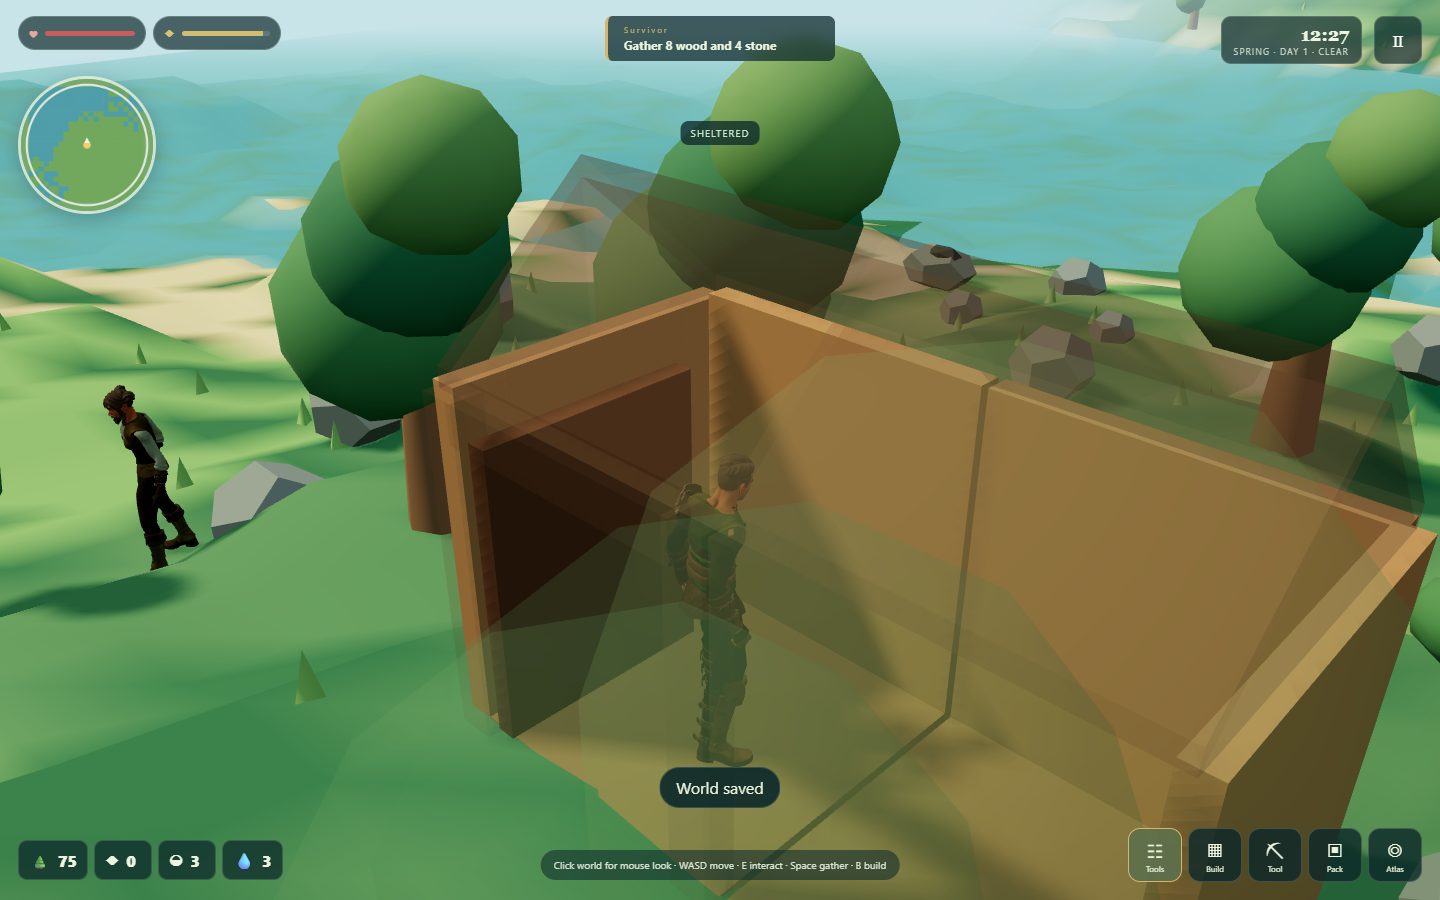 Survivor
Gather 8 wood and 4 stone
12:27
SPRING · DAY 1 · CLEAR
SHELTERED
World saved
75
0
3
3
Click world for mouse look · WASD move · E interact · Space gather · B build
Tools
Build
Tool
Pack
Atlas